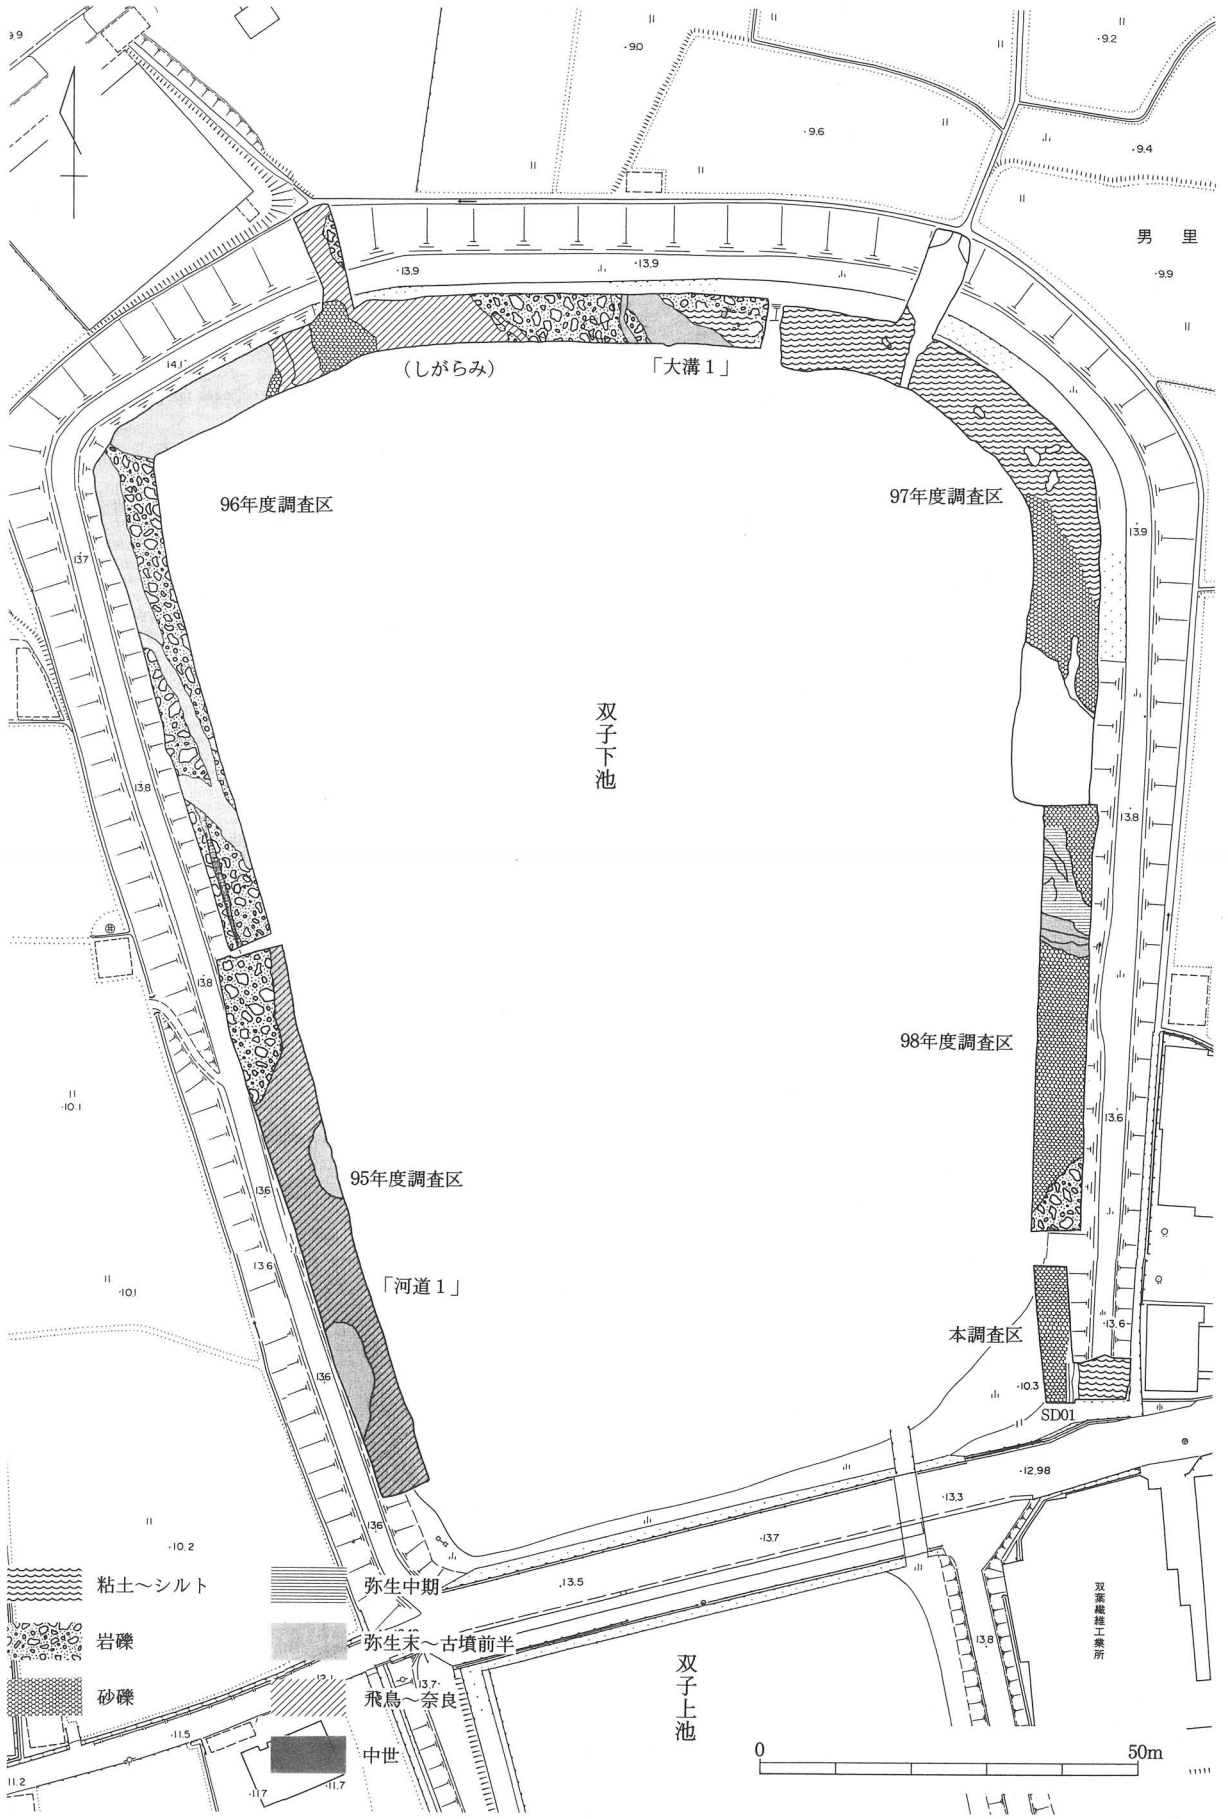 9.9
·9.0
·9.2
·9.6
·9.4
男 里
·9.9
·13.9
·13.9
14.1
(しがらみ)
「大溝1」
96年度調査区
97年度調査区
13.7
13.9
双子下池
13.8
13.8
13.8
98年度調査区
·10.1
13.6
95年度調査区
13.6
13.6
「河道1」
·10.1
本調査区
·13.6
13.6
·10.3
SD01
·12.98
·13.3
13.6
·13.7
·10.2
·13.5
粘土～シルト
弥生中期
双葉繊維工業所
岩礫
弥生末～古墳前半
13.8
双子上池
砂礫
飛鳥～奈良
12.1
·13.7
·11.5
中世
0
50m
11.2
·11.7
·11.7